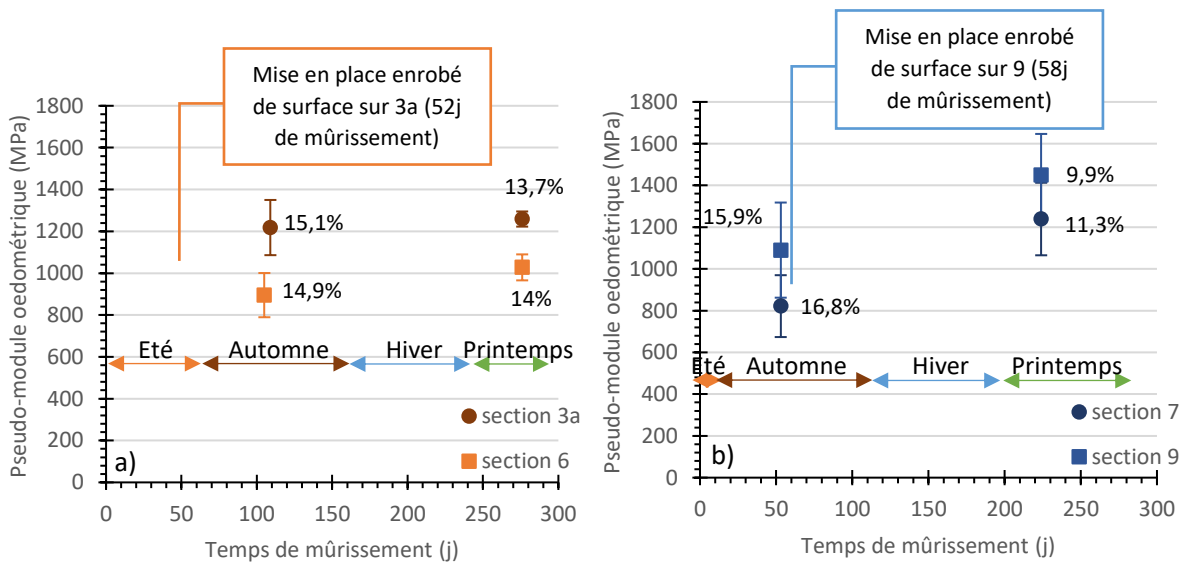 Mise en place enrobé
de surface sur 3a (52j
de mûrissement)
Pseudo-module oedométrique (MPa)
1800
1600
1400
1200
1000
800
600
400
200
0
13,7%
15,1%
14,9%
14%
Eté
Automne
Hiver
Printemps
section 3a
section 6
a)
0
50
100
150
200
250
300
Temps de mûrissement (j)
Mise en place enrobé
de surface sur 9 (58j
de mûrissement)
Pseudo-module oedométrique (MPa)
1800
1600
1400
1200
1000
800
600
400
200
0
9,9%
15,9%
11,3%
16,8%
Eté
Automne
Hiver
Printemps
section 7
section 9
b)
0
50
100
150
200
250
300
Temps de mûrissement (j)